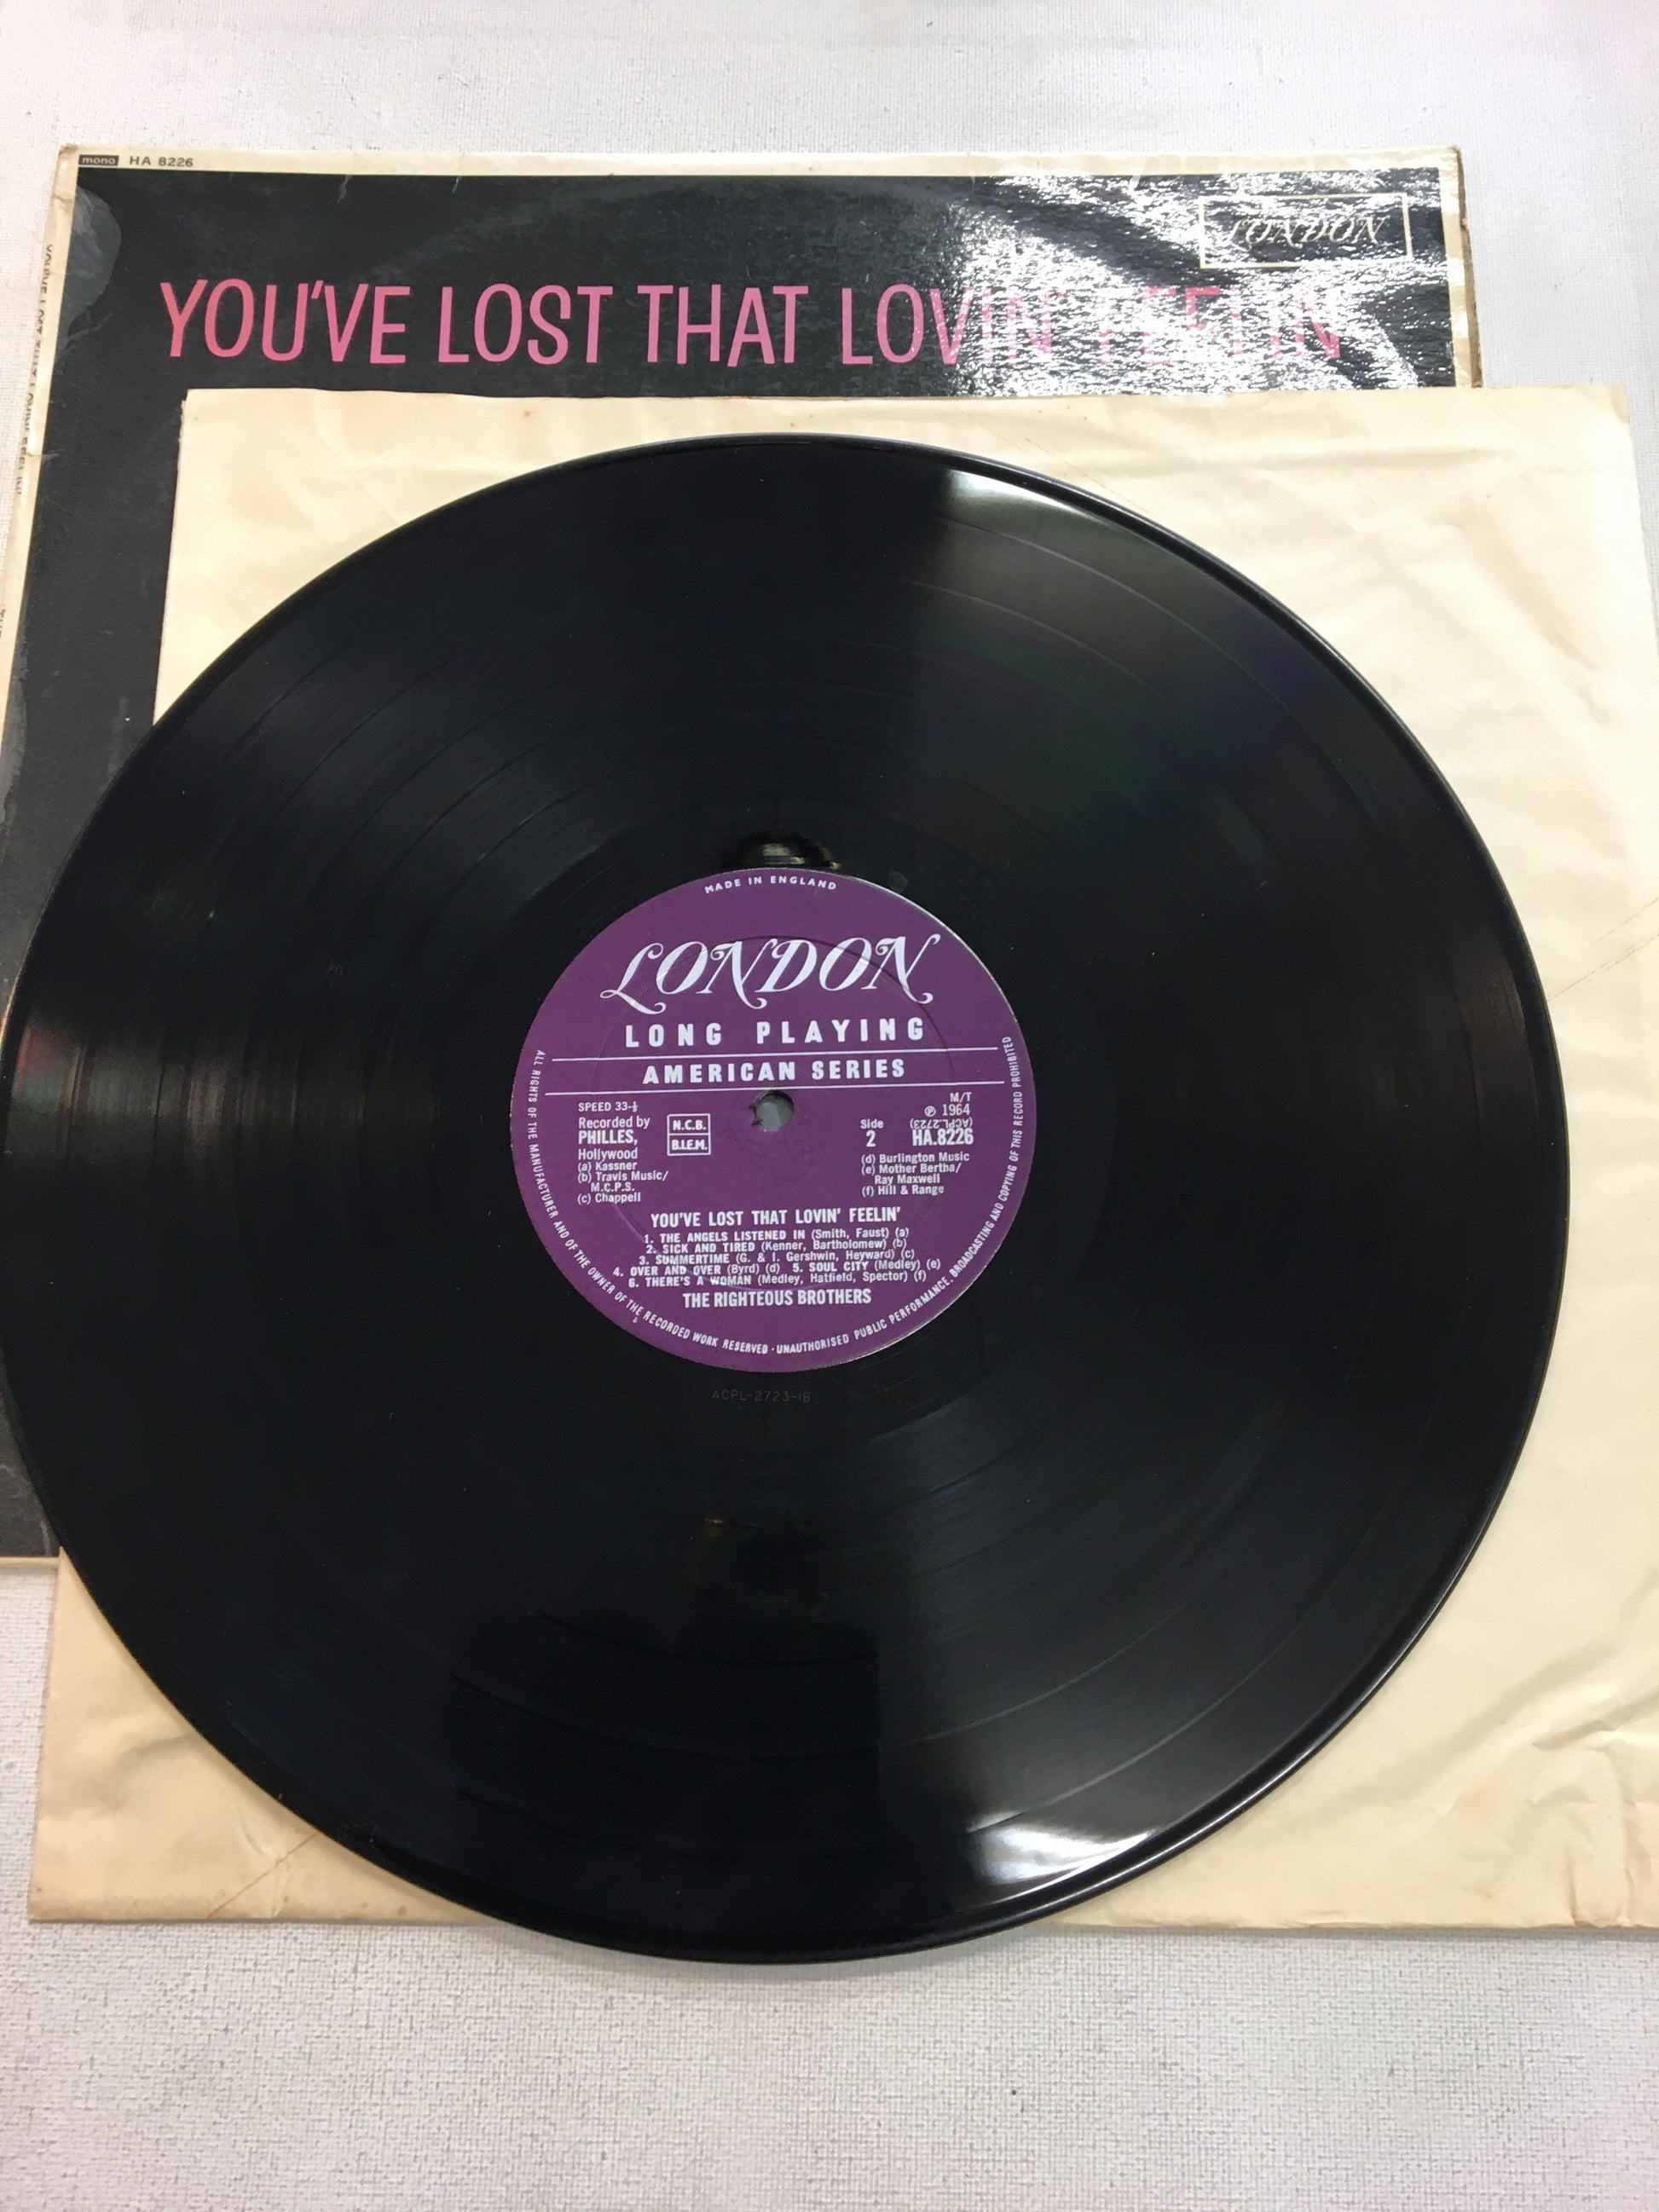 mono HA 8226
LONDON
YOU'VE LOST THAT LOVIN' FEELIN'
MADE IN ENGLAND
LONDON
LONG PLAYING
AMERICAN SERIES
SPEED 33-⅓
Recorded by
PHILLES,
Hollywood
(a) Kassner
(b) Travis Music/
M.C.P.S.
(c) Chappell
N.C.B.
B.I.E.M.
M/T
℗ 1964
(ACPL.2723)
Side
2 HA.8226
(d) Burlington Music
(e) Mother Bertha/
Ray Maxwell
(f) Hill & Range
YOU'VE LOST THAT LOVIN' FEELIN'
1. THE ANGELS LISTENED IN (Smith, Faust) (a)
2. SICK AND TIRED (Kenner, Bartholomew) (b)
3. SUMMERTIME (G. & I. Gershwin, Heyward) (c)
4. OVER AND OVER (Byrd) (d) 5. SOUL CITY (Medley) (e)
6. THERE'S A WOMAN (Medley, Hatfield, Spector) (f)
THE RIGHTEOUS BROTHERS
ALL RIGHTS OF THE MANUFACTURER AND OF THE OWNER OF THE RECORDED WORK RESERVED · UNAUTHORISED PUBLIC PERFORMANCE, BROADCASTING AND COPYING OF THIS RECORD PROHIBITED
ACPL-2723-1B